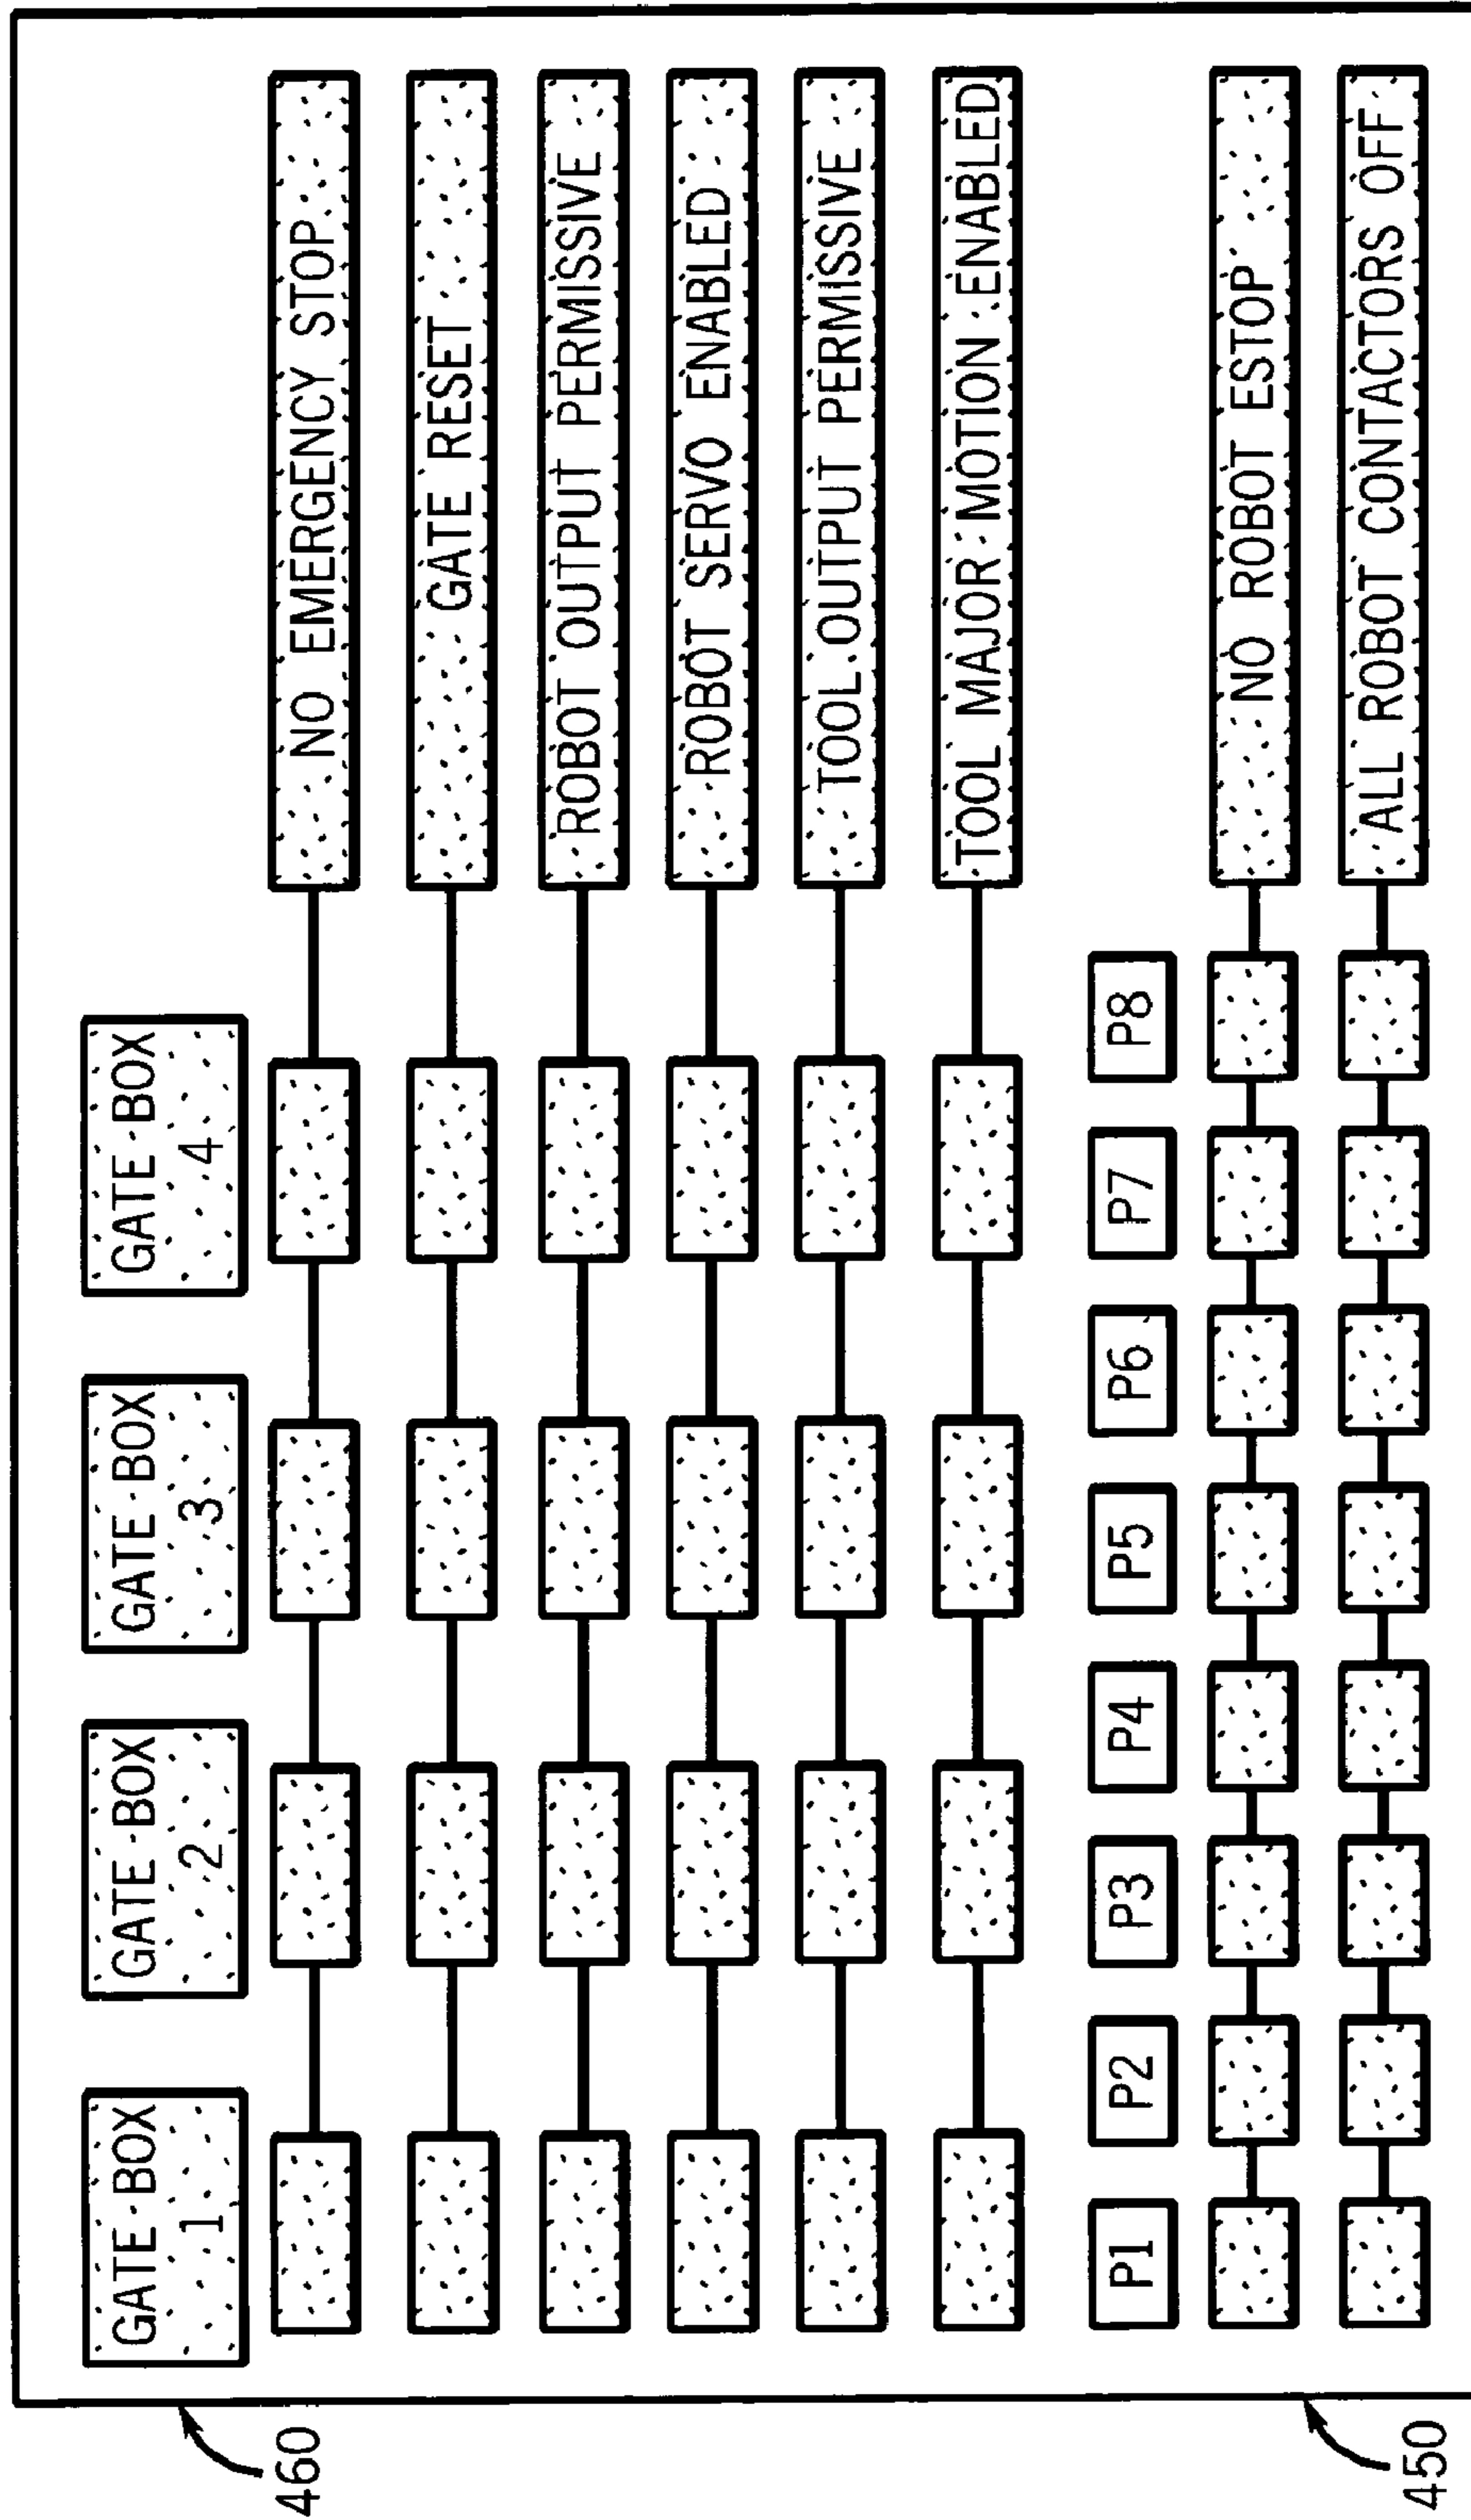 GATE BOX
1
GATE BOX
2
GATE BOX
3
GATE BOX
4
NO EMERGENCY STOP
GATE RESET
ROBOT OUTPUT PERMISSIVE
ROBOT SERVO ENABLED
TOOL OUTPUT PERMISSIVE
TOOL MAJOR MOTION ENABLED
P1
P2
P3
P4
P5
P6
P7
P8
NO ROBOT ESTOP
ALL ROBOT CONTACTORS OFF
460
450